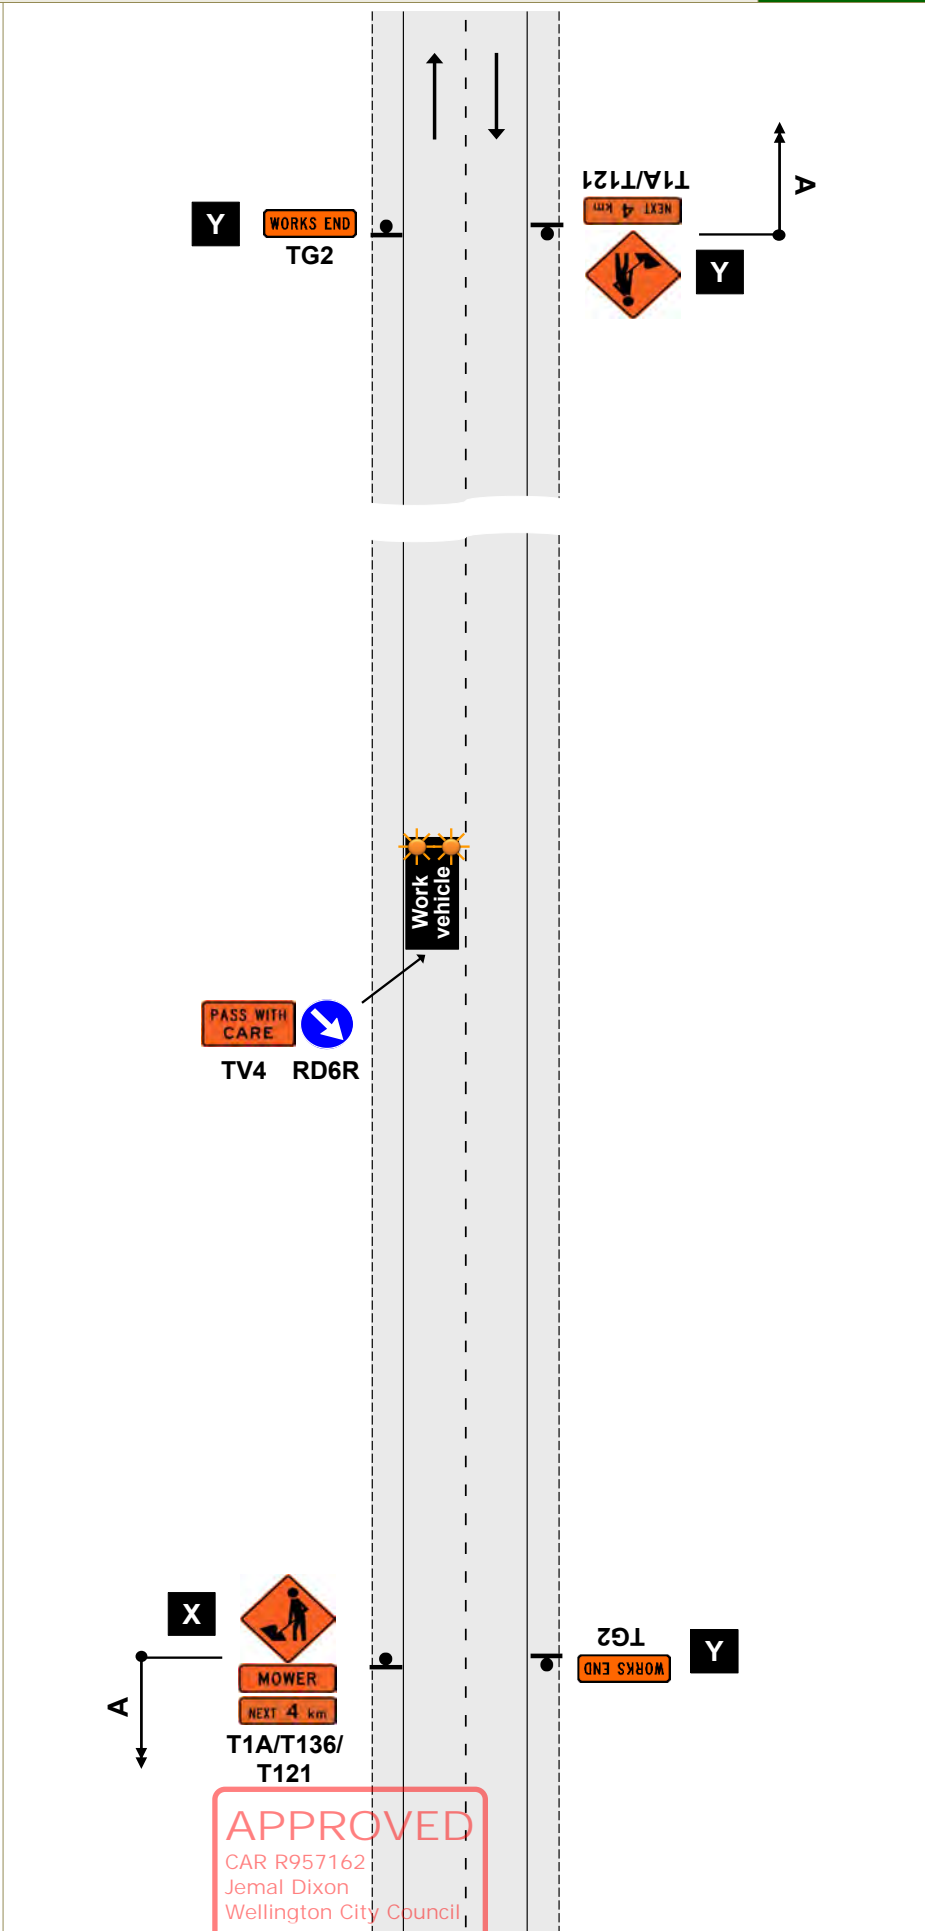 T1A/T121
NEXT 4 km
A
Y
WORKS END
TG2
Y
Work
vehicle
PASS WITH
CARE
TV4 RD6R
X
MOWER
NEXT 4 km
T1A/T136/
T121
A
TG2
WORKS END
Y
APPROVED
CAR R957162
Jemal Dixon
Wellington City Council